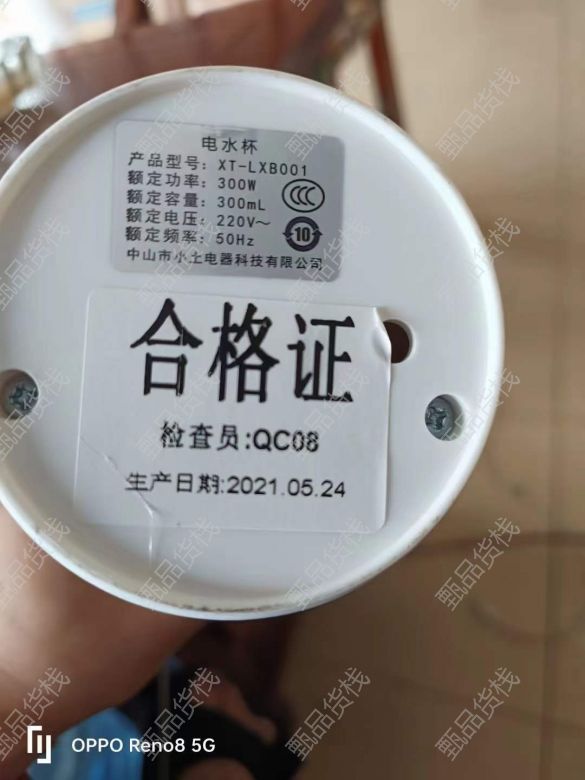 电水杯
产品型号：XT-LXB001
额定功率：300W
额定容量：300mL
额定电压：220V～
额定频率：50Hz
中山市小土电器科技有限公司
CCC
10
合格证
检查员:QC08
生产日期:2021.05.24
OPPO Reno8 5G
甄品货栈